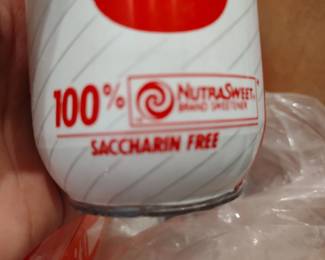 100% NUTRASWEET®
BRAND SWEETENER
SACCHARIN FREE